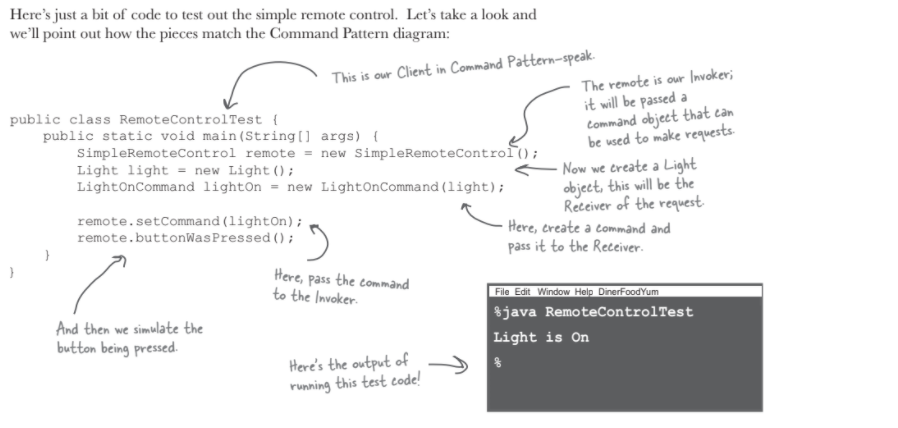 Here's just a bit of code to test out the simple remote control.  Let's take a look and
we'll point out how the pieces match the Command Pattern diagram:
This is our Client in Command Pattern-speak.
The remote is our Invoker;
it will be passed a
command object that can
be used to make requests.
public class RemoteControlTest {
    public static void main(String[] args) {
        SimpleRemoteControl remote = new SimpleRemoteControl();
        Light light = new Light();
        LightOnCommand lightOn = new LightOnCommand(light);

        remote.setCommand(lightOn);
        remote.buttonWasPressed();
    }
}
Now we create a Light
object, this will be the
Receiver of the request.
Here, create a command and
pass it to the Receiver.
Here, pass the command
to the Invoker.
And then we simulate the
button being pressed.
File Edit Window Help DinerFoodYum
%java RemoteControlTest
Light is On
%
Here's the output of
running this test code!